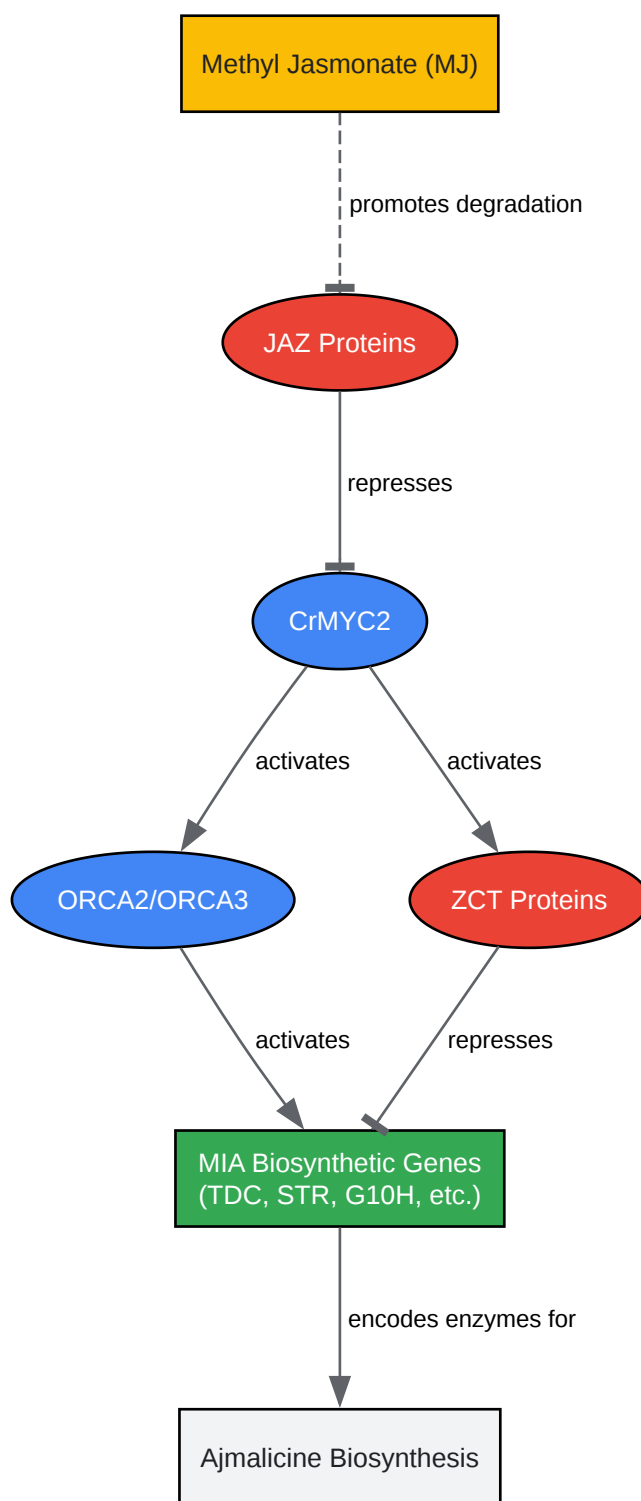 Methyl Jasmonate (MJ)
promotes degradation
JAZ Proteins
represses
CrMYC2
activates
activates
ORCA2/ORCA3
ZCT Proteins
activates
represses
MIA Biosynthetic Genes
(TDC, STR, G10H, etc.)
encodes enzymes for
Ajmalicine Biosynthesis